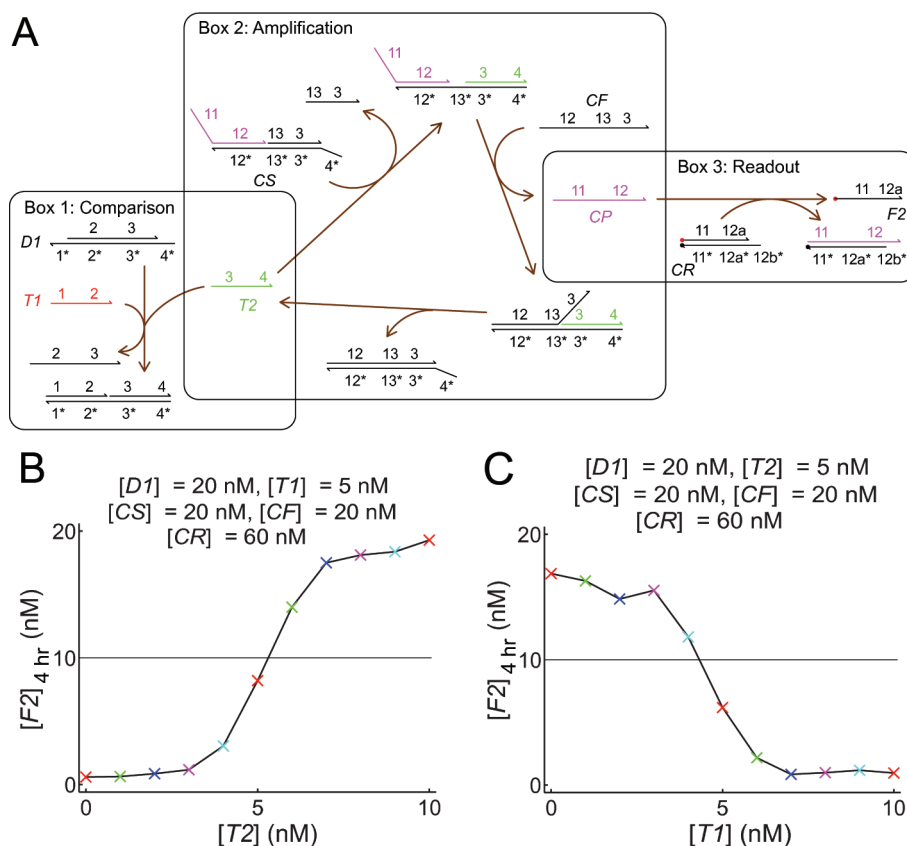 A
Box 2: Amplification
11
12
3 4
12* 13* 3* 4*
13 3
11
12 13 3
12* 13* 3* 4*
CS
CF
12 13 3
Box 3: Readout
11 12
CP
11 12a
F2
11 12a
11* 12a* 12b*
CR
11 12
11* 12a* 12b*
Box 1: Comparison
D1
2 3
1* 2* 3* 4*
T1
1 2
3 4
T2
2 3
1 2 3 4
1* 2* 3* 4*
12 13 3
12* 13* 3* 4*
3
12 13 3 4
12* 13* 3* 4*
B
[D1] = 20 nM, [T1] = 5 nM
[CS] = 20 nM, [CF] = 20 nM
[CR] = 60 nM
[F2]4 hr (nM)
20
10
0
0 5 10
[T2] (nM)
C
[D1] = 20 nM, [T2] = 5 nM
[CS] = 20 nM, [CF] = 20 nM
[CR] = 60 nM
[F2]4 hr (nM)
20
10
0
0 5 10
[T1] (nM)